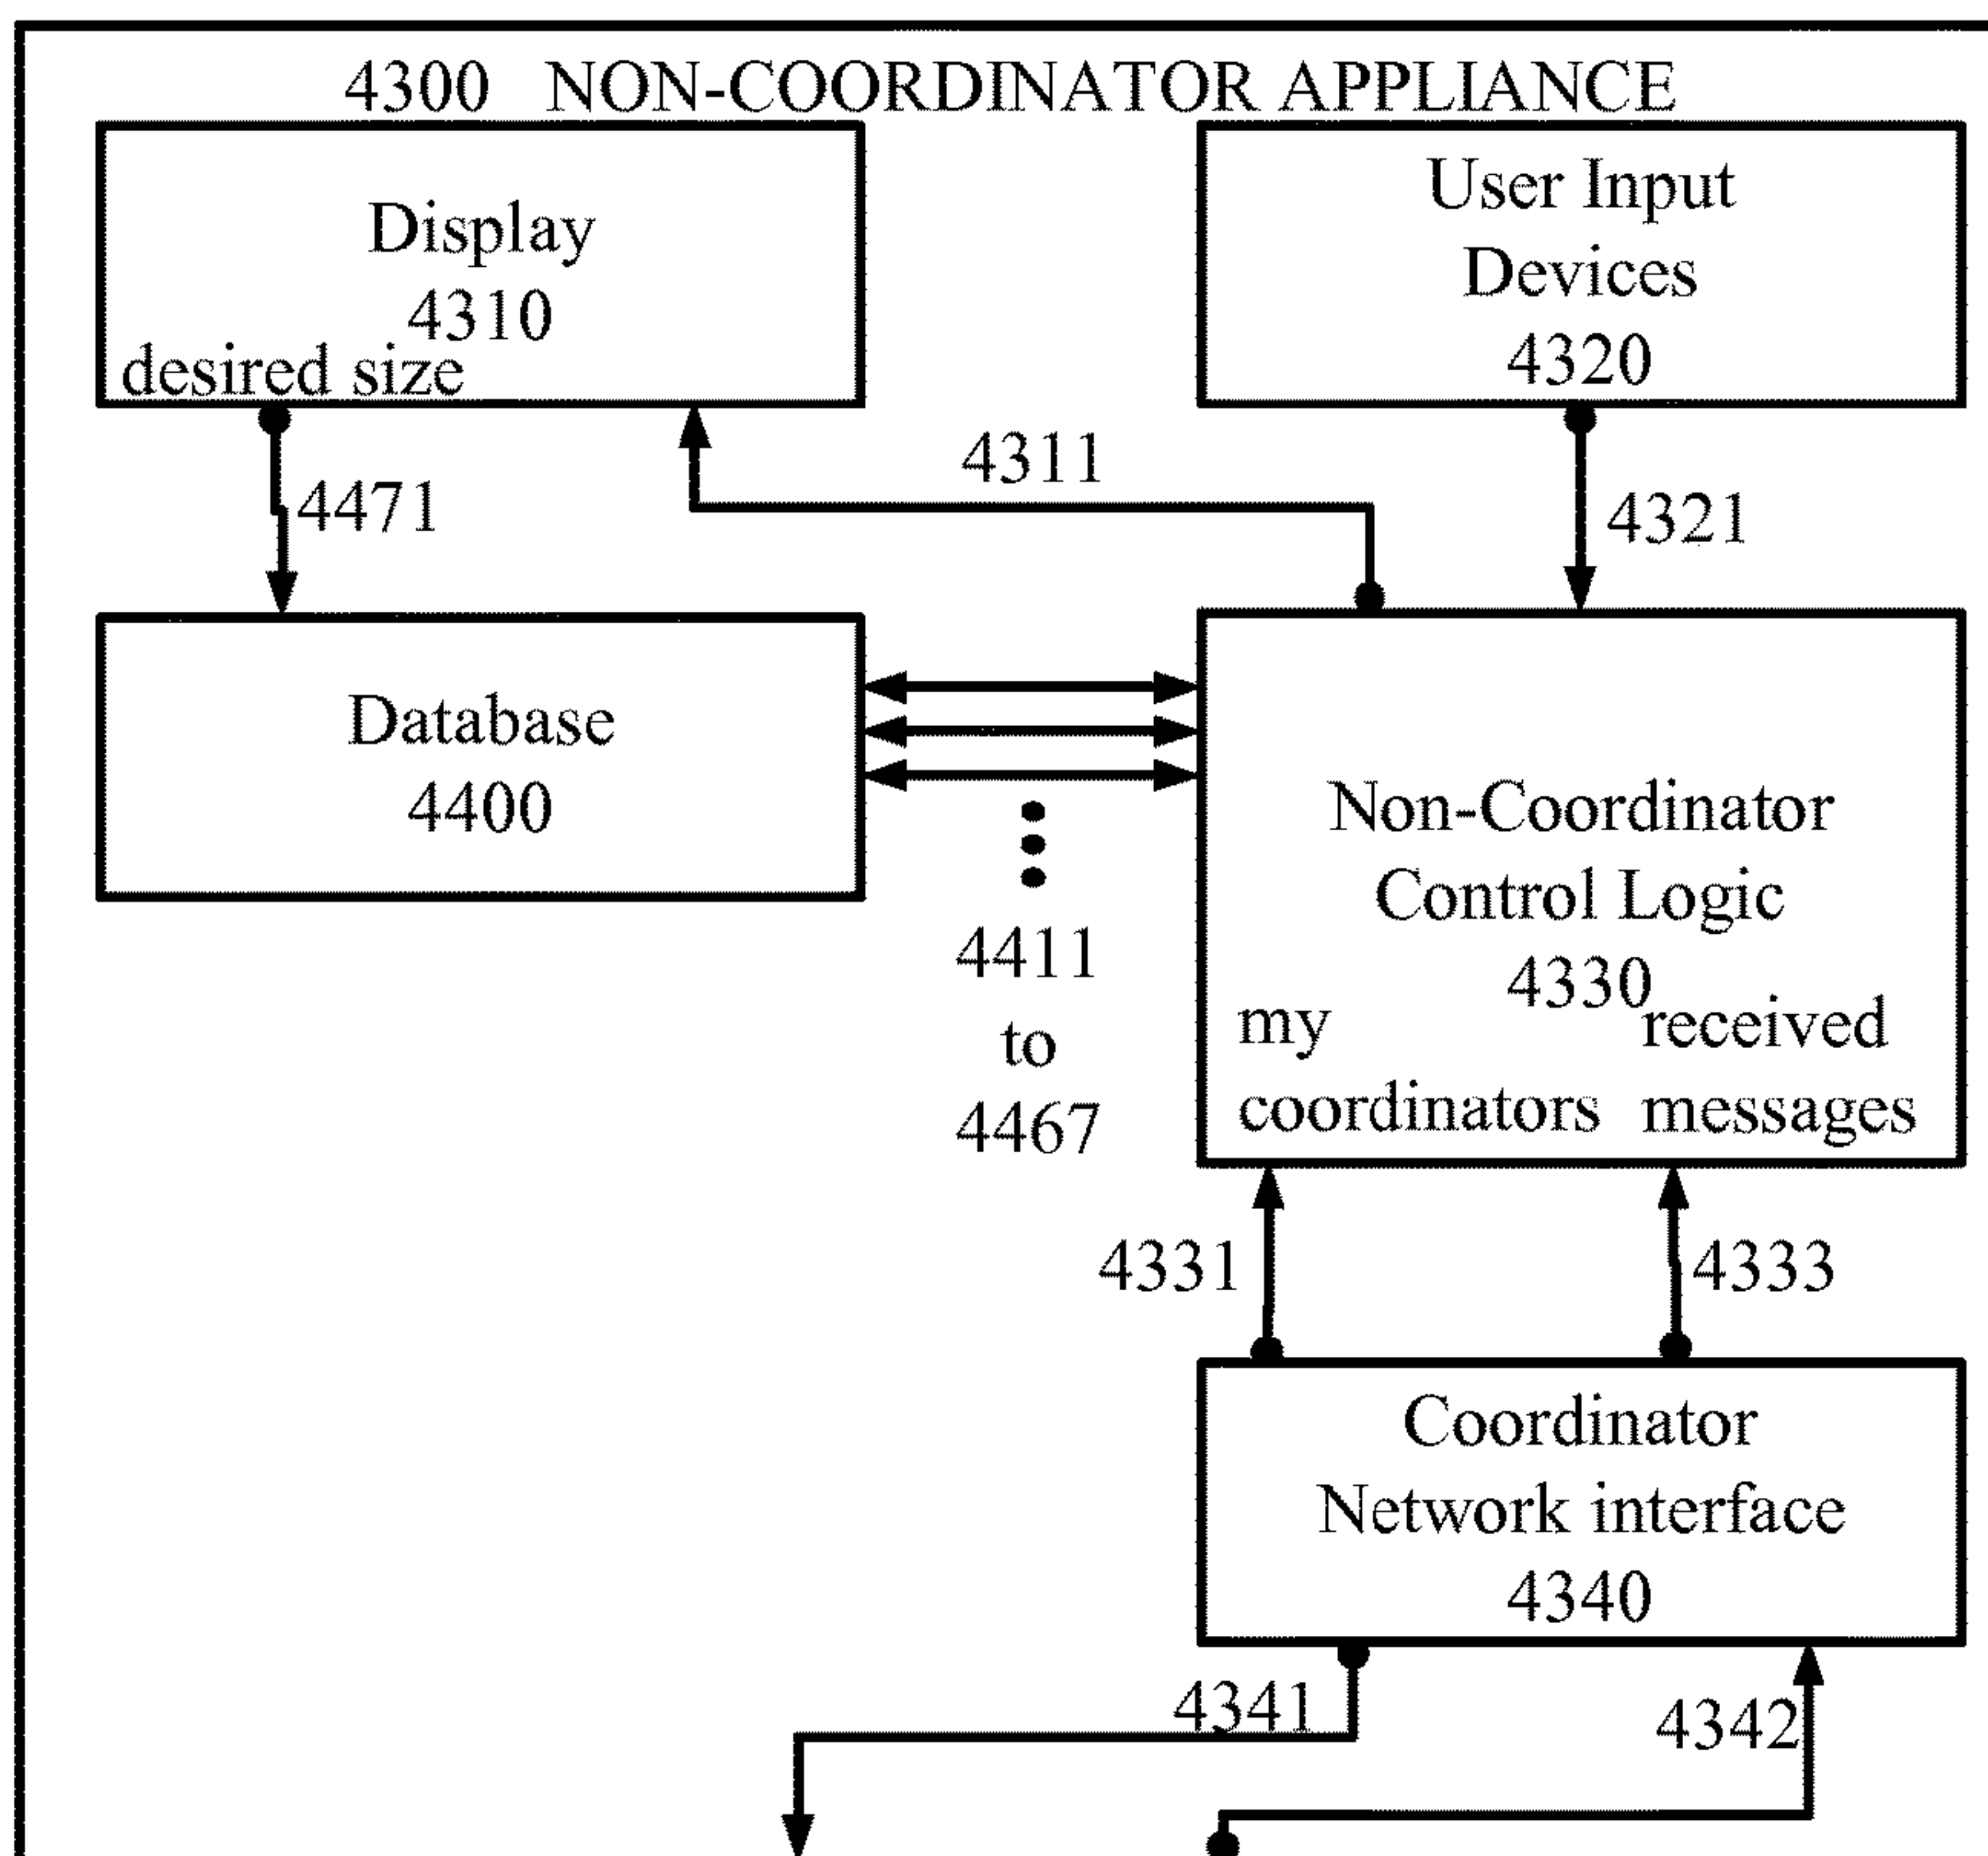 4300 NON-COORDINATOR APPLIANCE
Display
4310
desired size
User Input
Devices
4320
4471
4311
4321
Database
4400
4411
to
4467
Non-Coordinator
Control Logic
4330
my
coordinators
received
messages
4331
4333
Coordinator
Network interface
4340
4341
4342